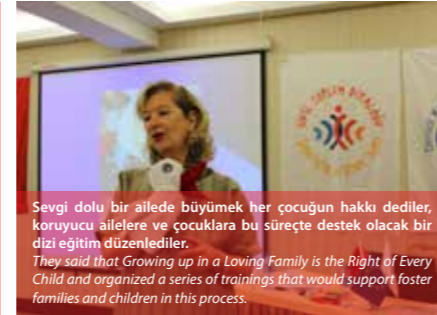 Sevgi dolu bir ailede büyümek her çocuğun hakkı dediler,
koruyucu ailelere ve çocuklara bu süreçte destek olacak bir
dizi eğitim düzenlediler.
They said that Growing up in a Loving Family is the Right of Every
Child and organized a series of trainings that would support foster
families and children in this process.